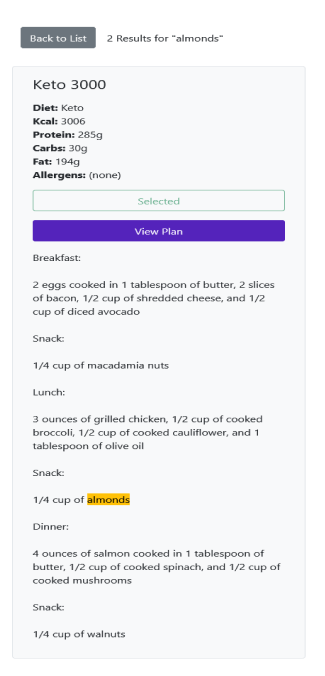 Back to List
2 Results for "almonds"
Keto 3000
Diet: Keto
Kcal: 3006
Protein: 285g
Carbs: 30g
Fat: 194g
Allergens: (none)
Selected
View Plan
Breakfast:
2 eggs cooked in 1 tablespoon of butter, 2 slices
of bacon, 1/2 cup of shredded cheese, and 1/2
cup of diced avocado
Snack:
1/4 cup of macadamia nuts
Lunch:
3 ounces of grilled chicken, 1/2 cup of cooked
broccoli, 1/2 cup of cooked cauliflower, and 1
tablespoon of olive oil
Snack:
1/4 cup of almonds
Dinner:
4 ounces of salmon cooked in 1 tablespoon of
butter, 1/2 cup of cooked spinach, and 1/2 cup of
cooked mushrooms
Snack:
1/4 cup of walnuts